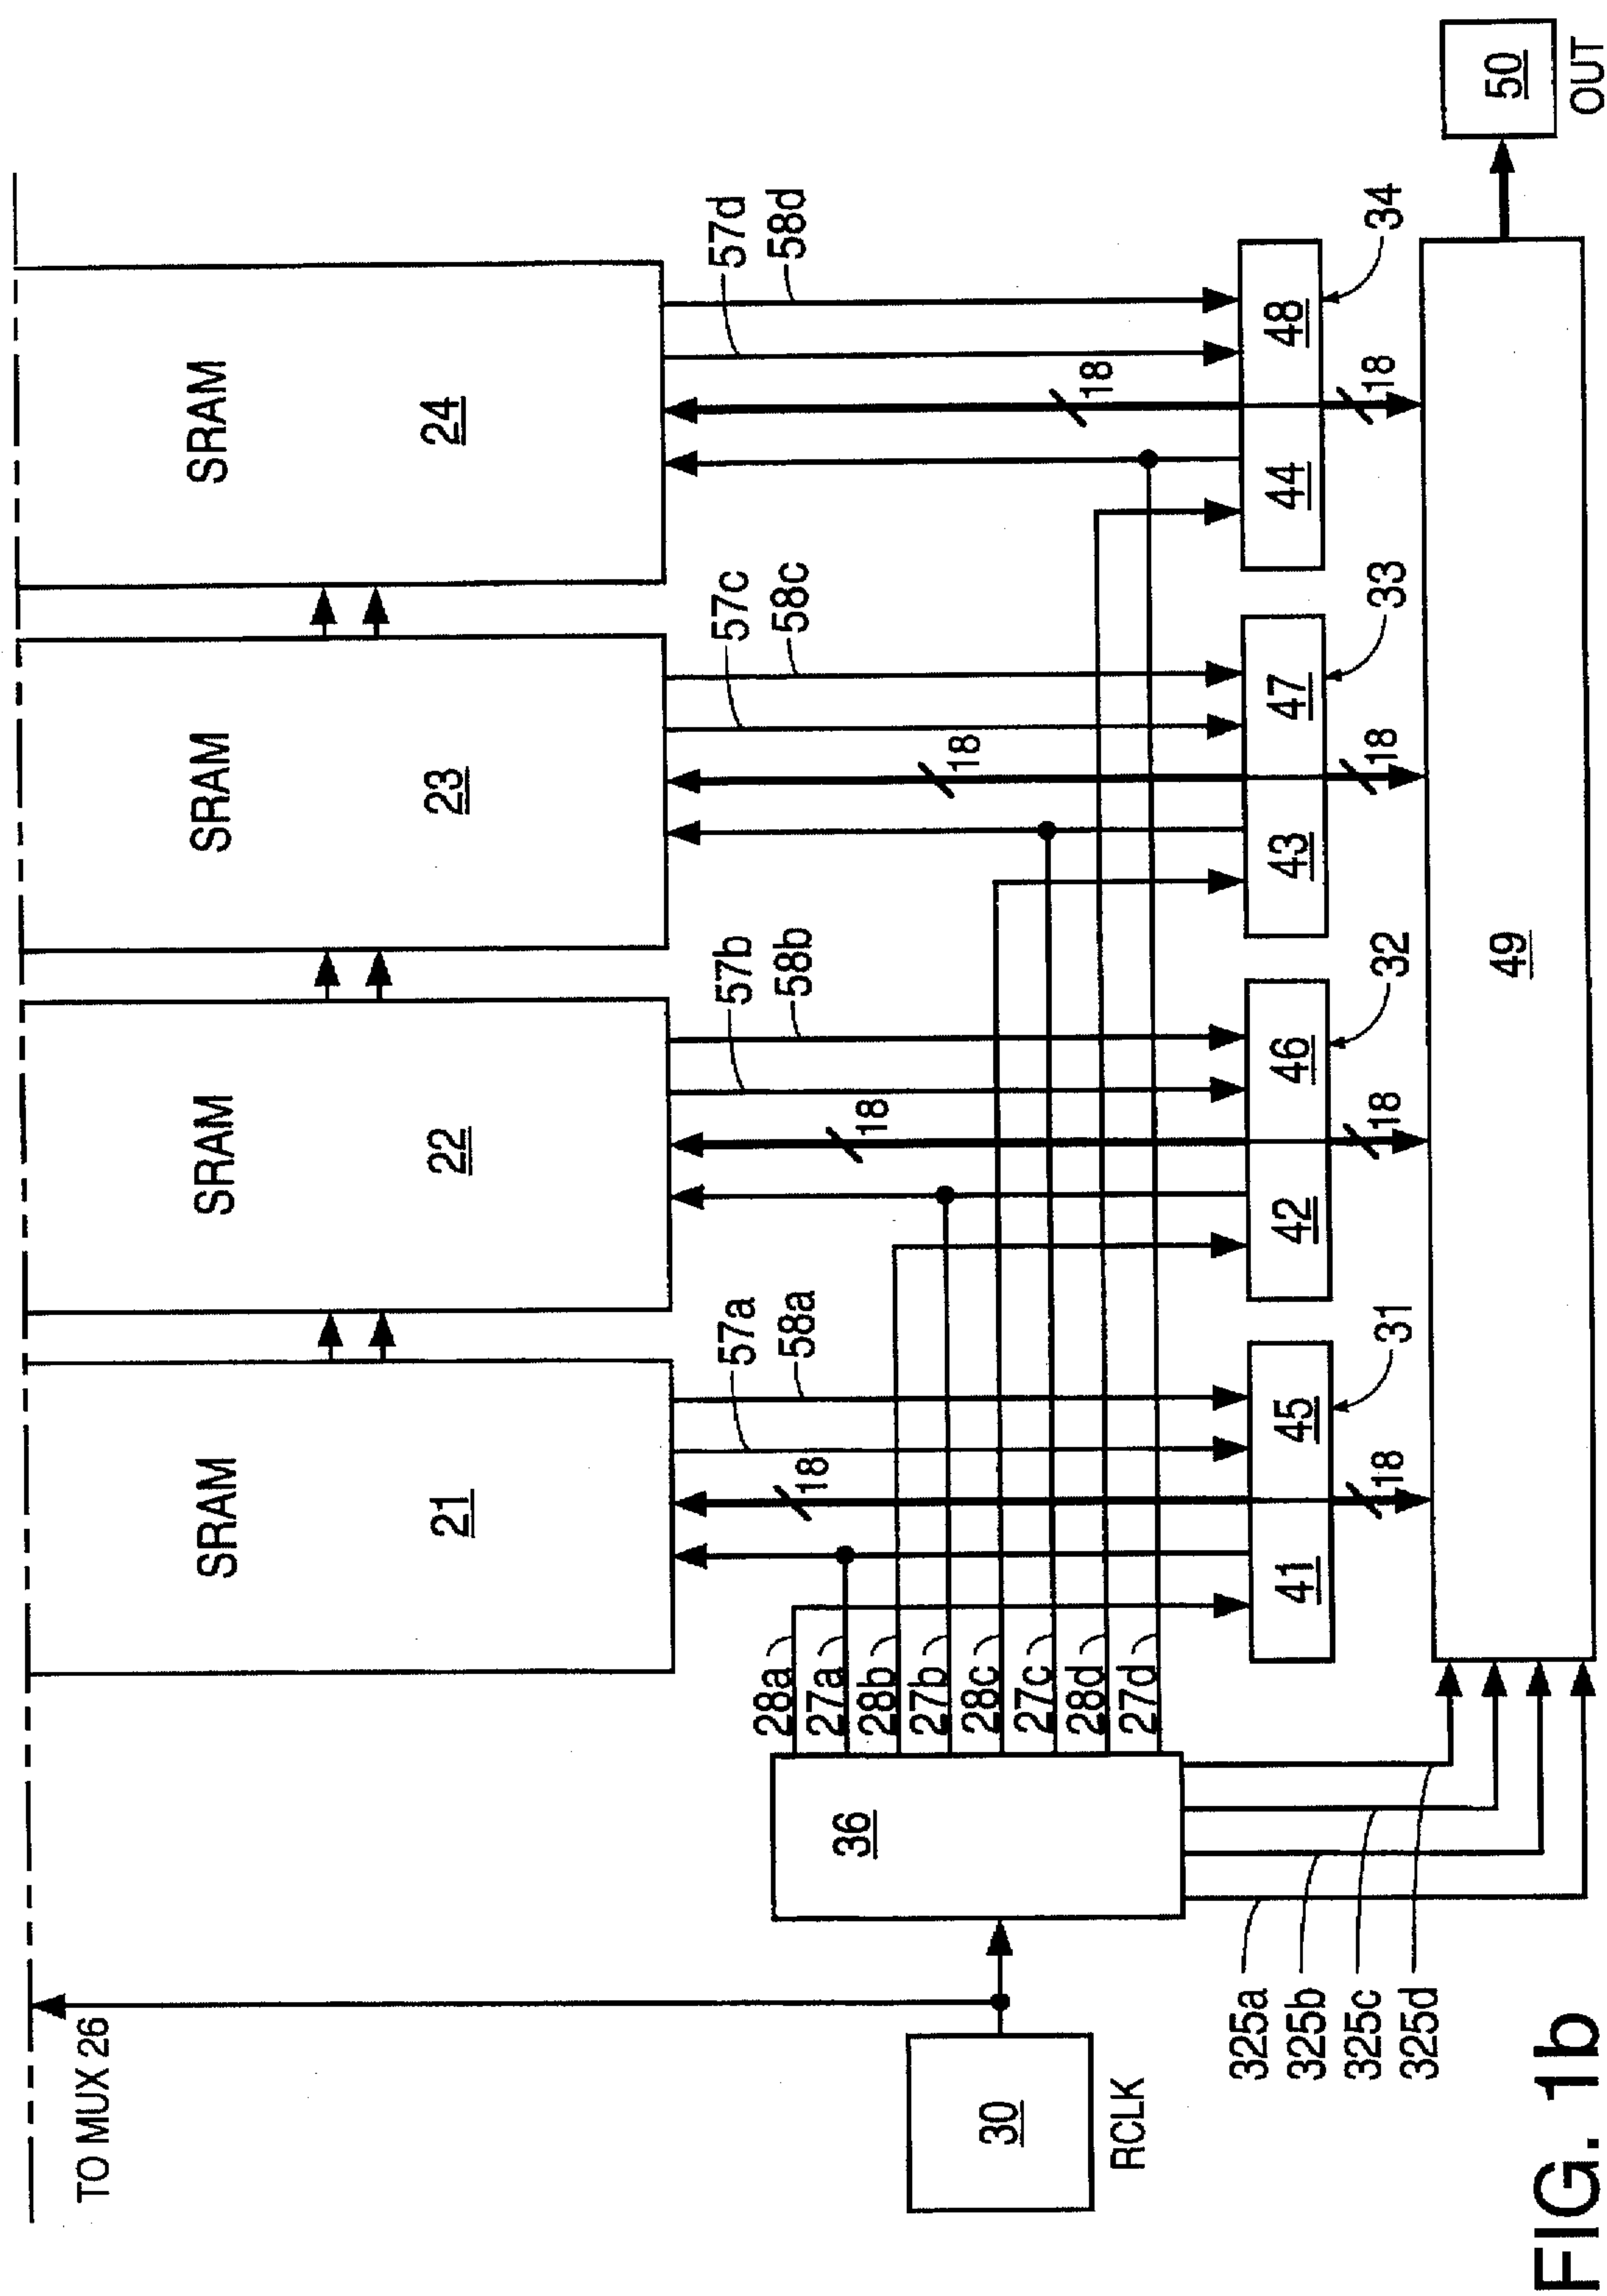 TO MUX 26
SRAM
21
SRAM
22
SRAM
23
SRAM
24
57a
58a
57b
58b
57c
58c
57d
58d
18
18
18
18
28a
27a
28b
27b
28c
27c
28d
27d
36
30
RCLK
41
45
31
42
46
32
43
47
33
44
48
34
18
18
18
18
49
50
OUT
325a
325b
325c
325d
FIG. 1b